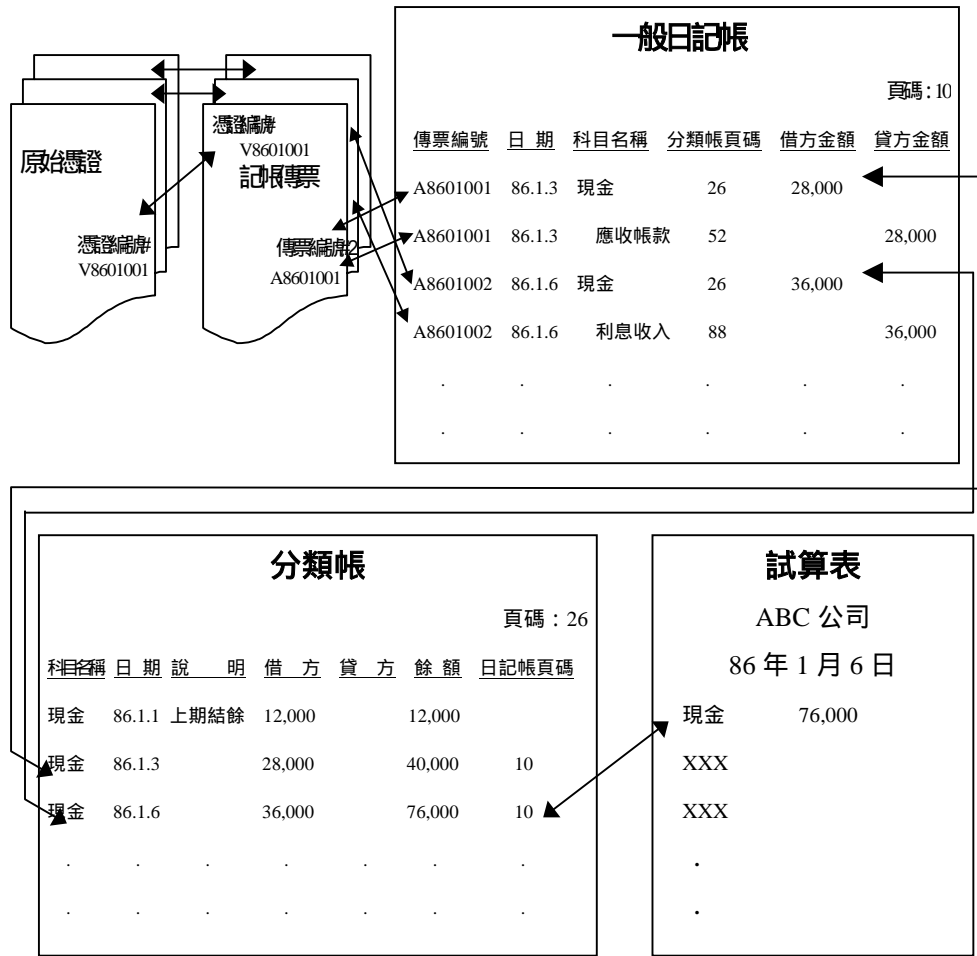 原始憑證
憑證編號#
V8601001
憑證編號#
V8601001
記帳傳票
傳票編號#2
A8601001
一般日記帳
頁碼:10
傳票編號 日 期 科目名稱 分類帳頁碼 借方金額 貸方金額
A8601001 86.1.3 現金 26 28,000
A8601001 86.1.3 應收帳款 52 28,000
A8601002 86.1.6 現金 26 36,000
A8601002 86.1.6 利息收入 88 36,000
. . . . . .
. . . . . .
分類帳
頁碼：26
科目名稱 日 期 說 明 借 方 貸 方 餘 額 日記帳頁碼
現金 86.1.1 上期結餘 12,000 12,000
現金 86.1.3 28,000 40,000 10
現金 86.1.6 36,000 76,000 10
. . . . . . .
. . . . . . .
試算表
ABC 公司
86 年 1 月 6 日
現金 76,000
XXX
XXX
.
.